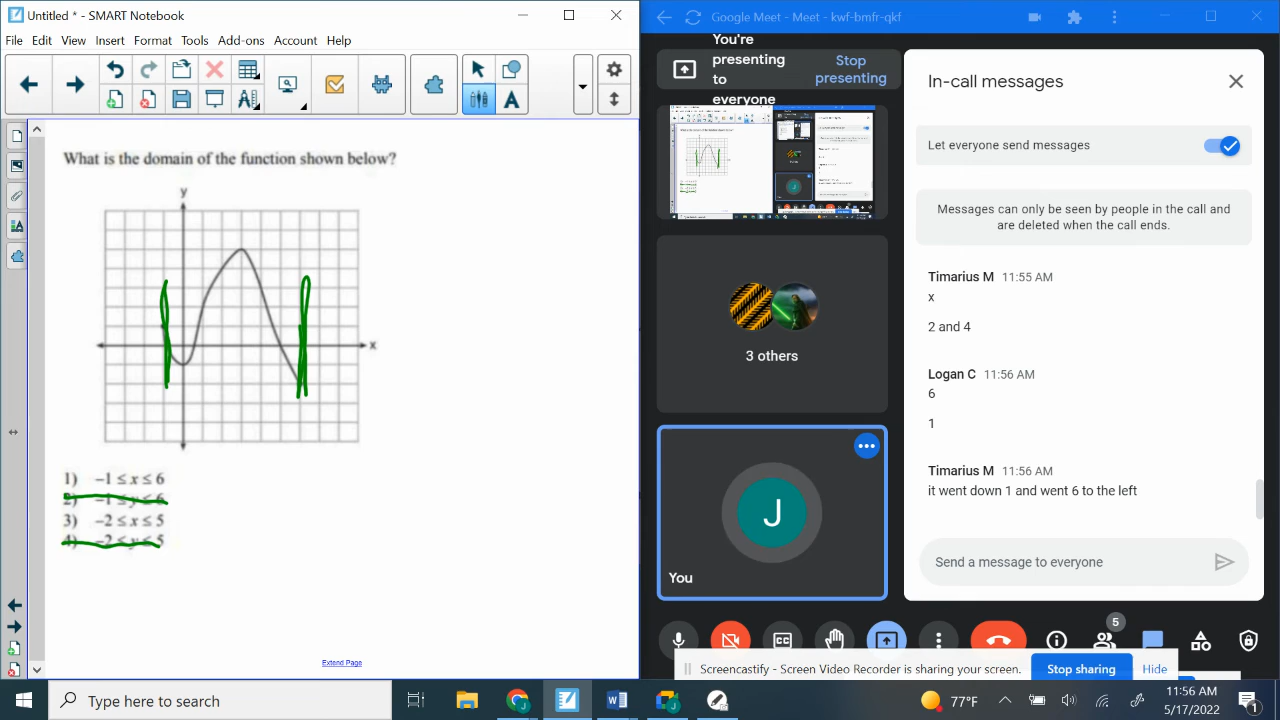 Untitled * - SMART Notebook
File Edit View Insert Format Tools Add-ons Account Help
What is the domain of the function shown below?
y
x
1) −1 ≤ x ≤ 6
2) −1 ≤ y ≤ 6
3) −2 ≤ x ≤ 5
4) −2 ≤ y ≤ 5
Extend Page
Google Meet - Meet - kwf-bmfr-qkf
You're
presenting
to
everyone
Stop
presenting
3 others
J
You
In-call messages
Let everyone send messages
Messages can only be seen by people in the call and
are deleted when the call ends.
Timarius M 11:55 AM
x
2 and 4
Logan C 11:56 AM
6
1
Timarius M 11:56 AM
it went down 1 and went 6 to the left
Send a message to everyone
5
Screencastify - Screen Video Recorder is sharing your screen.
Stop sharing
Hide
Type here to search
77°F
11:56 AM
5/17/2022
1